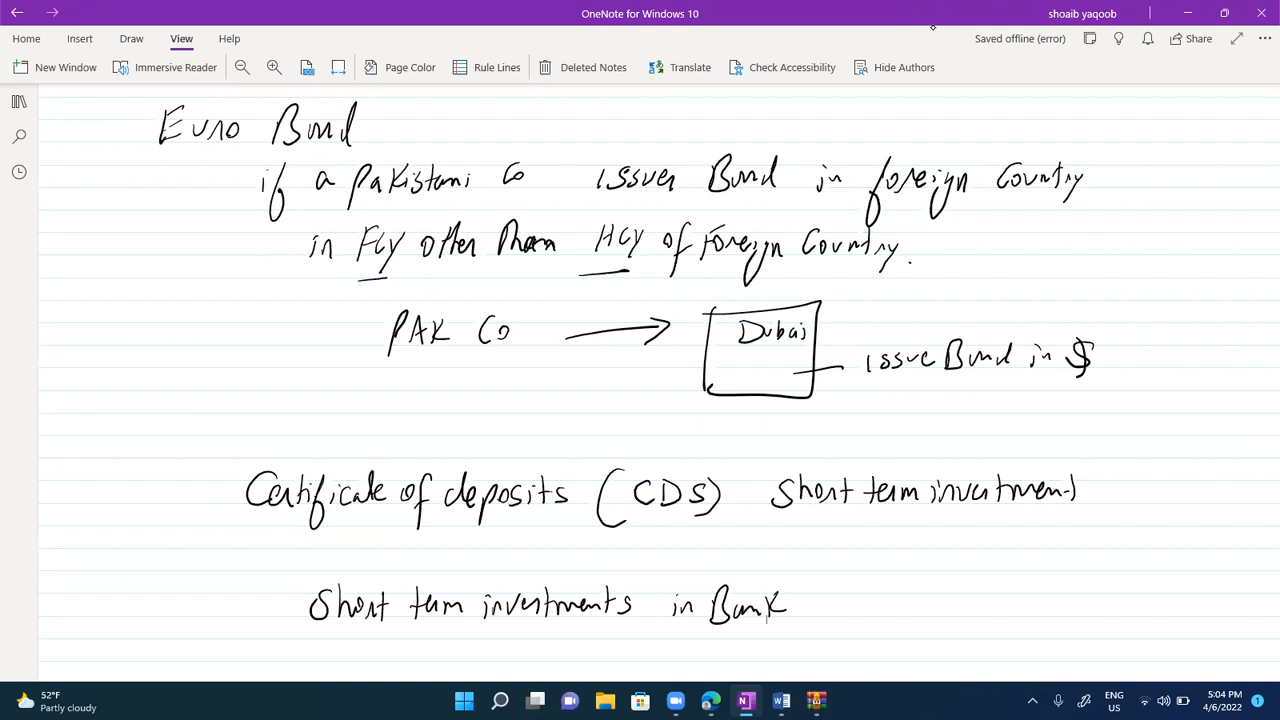 OneNote for Windows 10
shoaib yaqoob
Home Insert Draw View Help
Saved offline (error)
Share
New Window Immersive Reader Page Color Rule Lines Deleted Notes Translate Check Accessibility Hide Authors
Euro Bond
if a Pakistani Co issues Bond in foreign Country
in FCY other than HCY of Foreign Country.
PAK Co → Dubai
issue Bond in $
Certificate of deposits (CDS) Short term investment
Short term investments in Bank
52°F
Partly cloudy
ENG
US
5:04 PM
4/6/2022